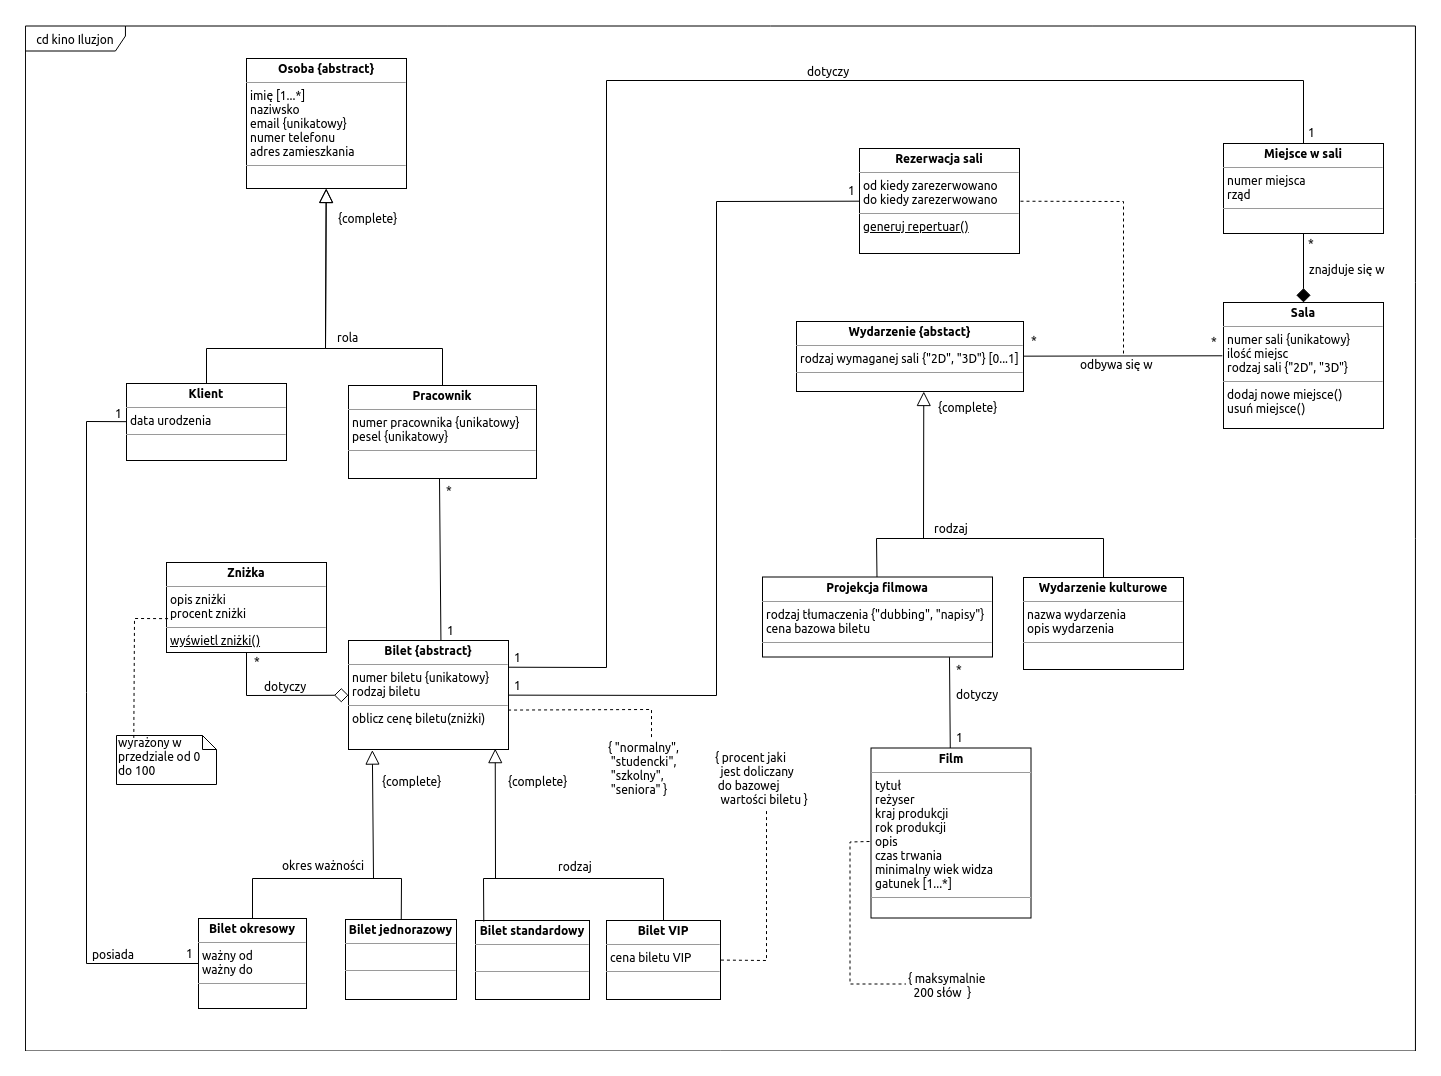 cd kino Iluzjon
Osoba {abstract}
imię [1...*]
naziwsko
email {unikatowy}
numer telefonu
adres zamieszkania
{complete}
rola
Klient
data urodzenia
1
Pracownik
numer pracownika {unikatowy}
pesel {unikatowy}
*
1
dotyczy
1
Rezerwacja sali
od kiedy zarezerwowano
do kiedy zarezerwowano
generuj repertuar()
1
Miejsce w sali
numer miejsca
rząd
*
znajduje się w
Sala
numer sali {unikatowy}
ilość miejsc
rodzaj sali {"2D", "3D"}
dodaj nowe miejsce()
usuń miejsce()
*
odbywa się w
*
Wydarzenie {abstact}
rodzaj wymaganej sali {"2D", "3D"} [0...1]
{complete}
rodzaj
Projekcja filmowa
rodzaj tłumaczenia {"dubbing", "napisy"}
cena bazowa biletu
Wydarzenie kulturowe
nazwa wydarzenia
opis wydarzenia
*
dotyczy
1
Film
tytuł
reżyser
kraj produkcji
rok produkcji
opis
czas trwania
minimalny wiek widza
gatunek [1...*]
{ maksymalnie
200 słów }
Zniżka
opis zniżki
procent zniżki
wyświetl zniżki()
*
dotyczy
wyrażony w
przedziale od 0
do 100
Bilet {abstract}
numer biletu {unikatowy}
rodzaj biletu
oblicz cenę biletu(zniżki)
1
1
{ "normalny",
"studencki",
"szkolny",
"seniora" }
{ procent jaki
jest doliczany
do bazowej
wartości biletu }
{complete}
{complete}
okres ważności
rodzaj
Bilet okresowy
ważny od
ważny do
posiada
1
Bilet jednorazowy
Bilet standardowy
Bilet VIP
cena biletu VIP